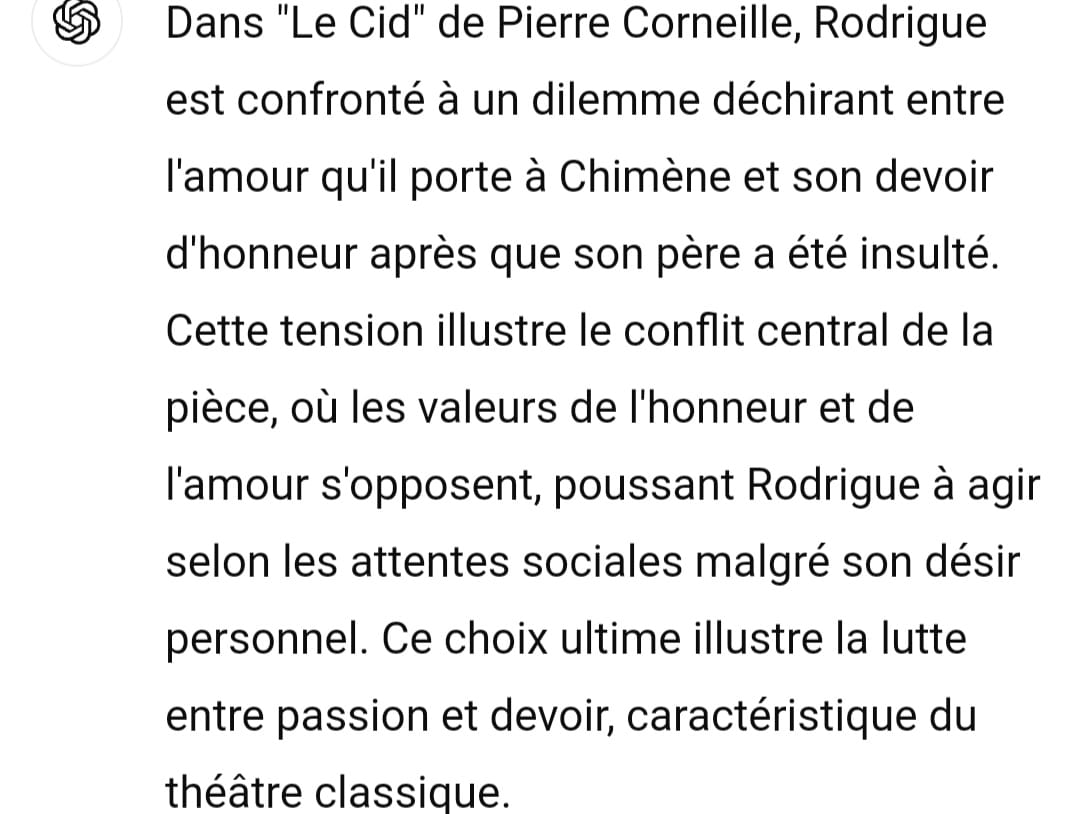 Dans "Le Cid" de Pierre Corneille, Rodrigue
est confronté à un dilemme déchirant entre
l'amour qu'il porte à Chimène et son devoir
d'honneur après que son père a été insulté.
Cette tension illustre le conflit central de la
pièce, où les valeurs de l'honneur et de
l'amour s'opposent, poussant Rodrigue à agir
selon les attentes sociales malgré son désir
personnel. Ce choix ultime illustre la lutte
entre passion et devoir, caractéristique du
théâtre classique.